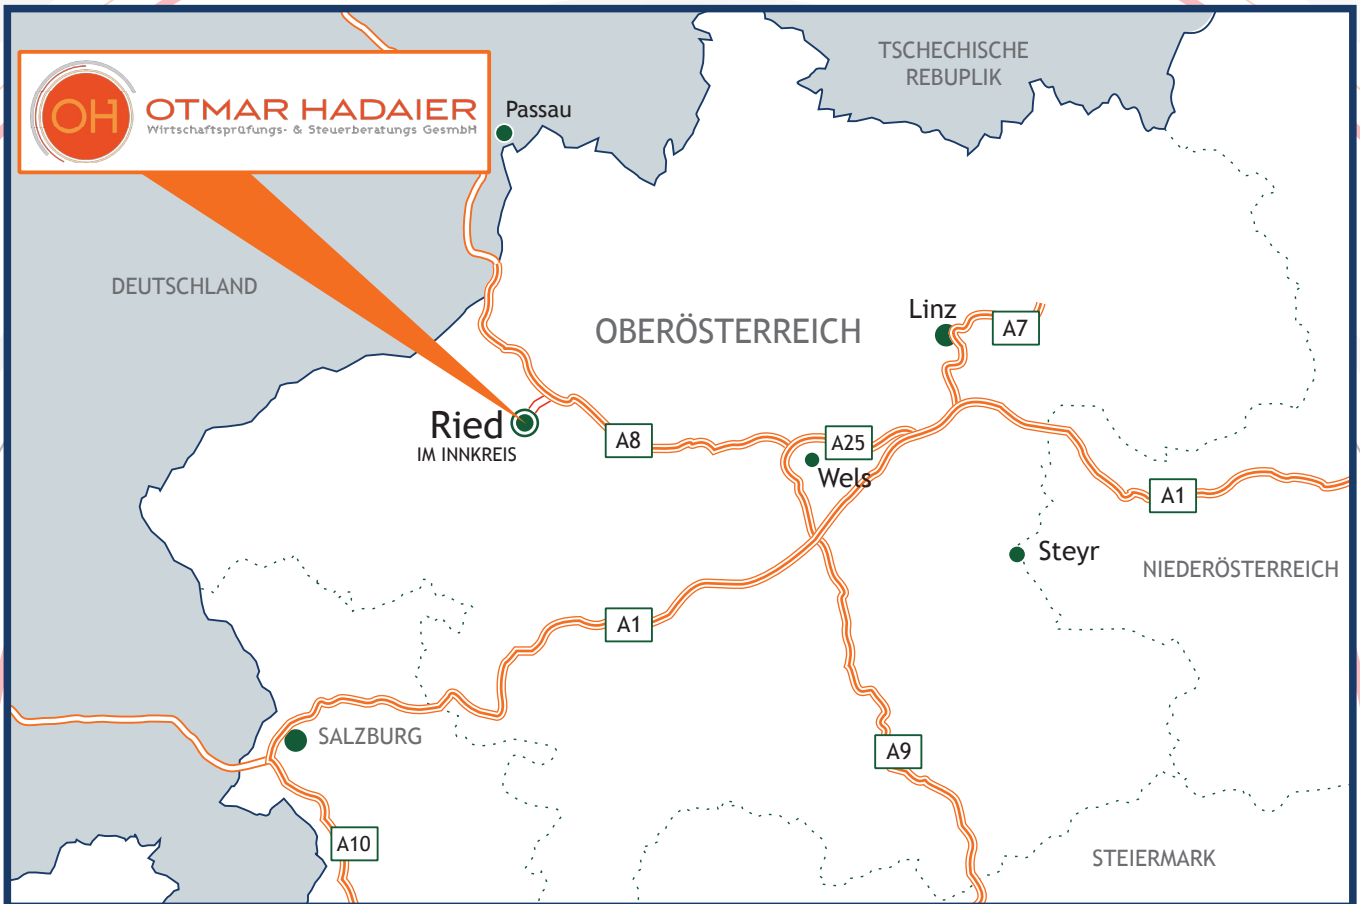 TSCHECHISCHE
REBUPLIK
OH
OTMAR HADAIER
Wirtschaftsprüfungs- & Steuerberatungs GesmbH
Passau
DEUTSCHLAND
OBERÖSTERREICH
Linz
A7
Ried
IM INNKREIS
A8
A25
Wels
A1
Steyr
NIEDERÖSTERREICH
A1
SALZBURG
A9
A10
STEIERMARK